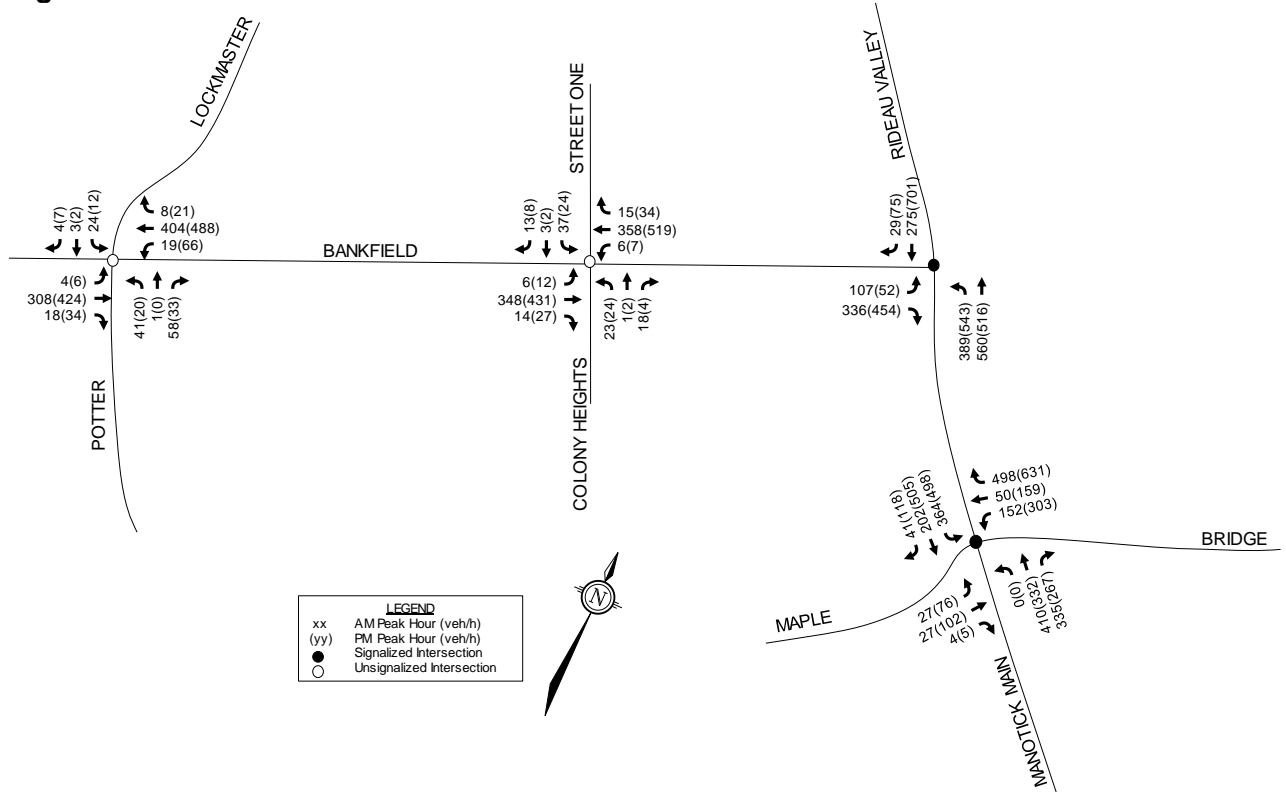 LOCKMASTER
RIDEAU VALLEY
STREET ONE
4(7)
3(2)
24(12)
8(21)
404(488)
19(66)
BANKFIELD
4(6)
308(424)
18(34)
41(20)
1(0)
58(33)
POTTER
13(8)
3(2)
37(24)
15(34)
358(519)
6(7)
6(12)
348(431)
14(27)
23(24)
1(2)
18(4)
COLONY HEIGHTS
29(75)
275(701)
107(52)
336(454)
389(543)
560(516)
41(118)
202(505)
364(498)
498(631)
50(159)
152(303)
BRIDGE
MAPLE
27(76)
27(102)
4(5)
0(0)
410(332)
335(267)
MANOTICK MAIN
N
LEGEND
xx AM Peak Hour (veh/h)
(yy) PM Peak Hour (veh/h)
Signalized Intersection
Unsignalized Intersection